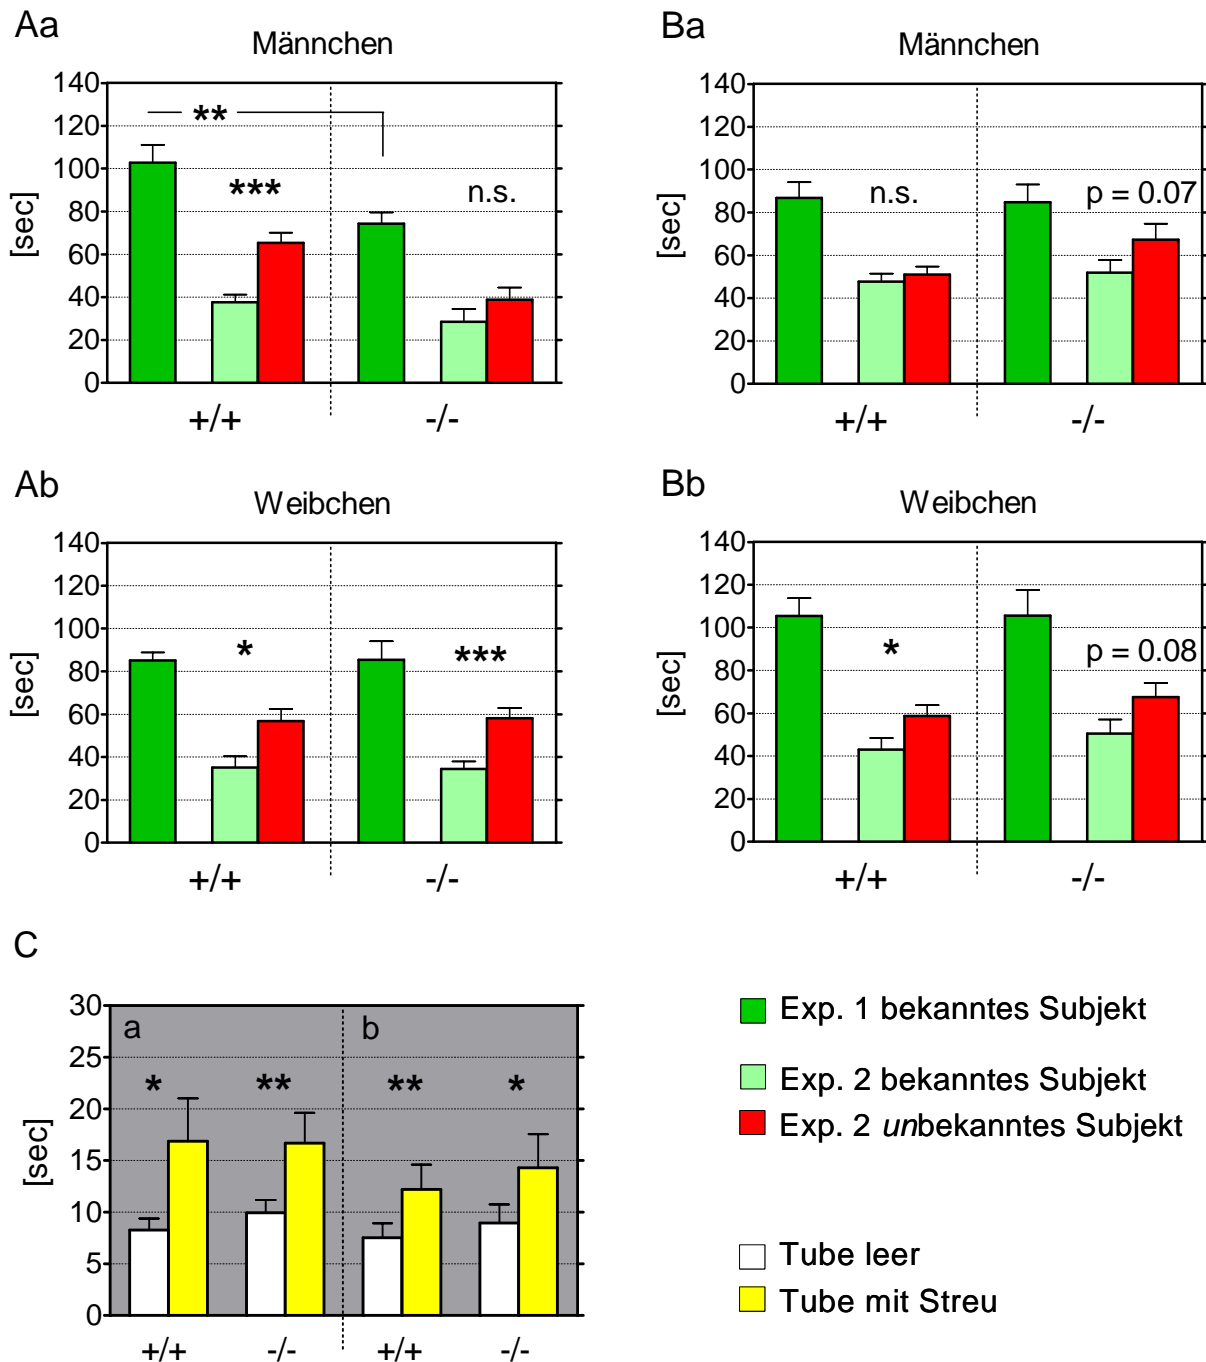 Aa
Männchen
140
120
100
80
60
40
20
0
[sec]
**
***
n.s.
+/+
-/-
Ba
Männchen
140
120
100
80
60
40
20
0
[sec]
n.s.
p = 0.07
+/+
-/-
Ab
Weibchen
140
120
100
80
60
40
20
0
[sec]
*
***
+/+
-/-
Bb
Weibchen
140
120
100
80
60
40
20
0
[sec]
*
p = 0.08
+/+
-/-
C
30
25
20
15
10
5
0
[sec]
a
b
*
**
**
*
+/+
-/-
+/+
-/-
Exp. 1 bekanntes Subjekt
Exp. 2 bekanntes Subjekt
Exp. 2 unbekanntes Subjekt
Tube leer
Tube mit Streu